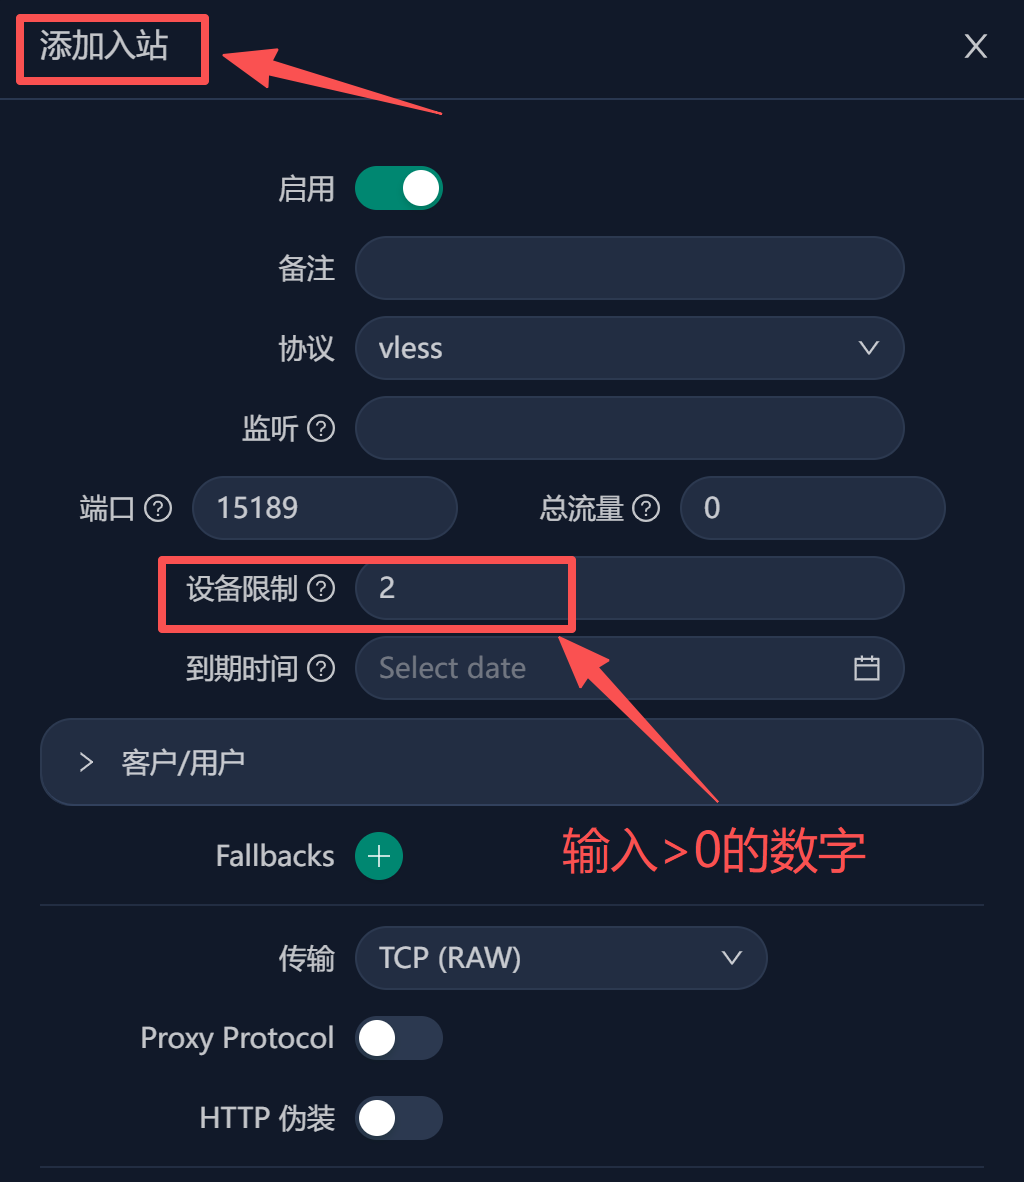 添加入站
启用
备注
协议 vless
监听
端口 15189 总流量 0
设备限制 2
到期时间 Select date
客户/用户
Fallbacks
输入>0的数字
传输 TCP (RAW)
Proxy Protocol
HTTP 伪装